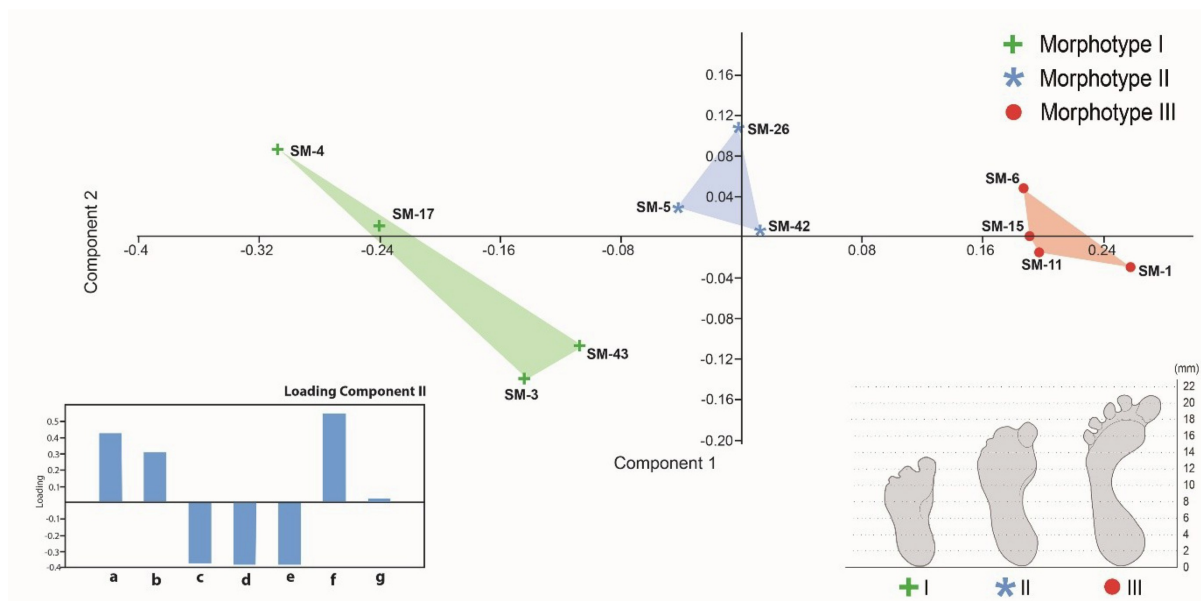 Morphotype I
Morphotype II
Morphotype III
Component 2
Component 1
0.16
0.12
0.08
0.04
-0.04
-0.08
-0.12
-0.16
-0.20
-0.4
-0.32
-0.24
-0.16
-0.08
0.08
0.16
0.24
SM-4
SM-17
SM-43
SM-3
SM-26
SM-5
SM-42
SM-6
SM-15
SM-11
SM-1
Loading Component II
Loading
0.5
0.4
0.3
0.2
0.1
-0.1
-0.2
-0.3
-0.4
a b c d e f g
(mm)
22
20
18
16
14
12
10
8
6
4
2
0
I II III